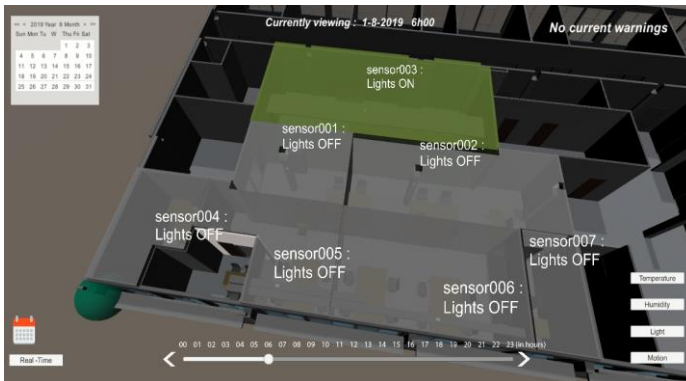 << < 2019 Year 8 Month > >>
Sun Mon Tu W Thu Fri Sat
1 2 3
4 5 6 7 8 9 10
11 12 13 14 15 16 17
18 19 20 21 22 23 24
25 26 27 28 29 30 31
Currently viewing : 1-8-2019 6h00
No current warnings
sensor003 :
Lights ON
sensor001 :
Lights OFF
sensor002 :
Lights OFF
sensor004 :
Lights OFF
sensor005 :
Lights OFF
sensor007 :
Lights OFF
sensor006 :
Lights OFF
Temperature
Humidity
Light
Motion
Real -Time
00 01 02 03 04 05 06 07 08 09 10 11 12 13 14 15 16 17 18 19 20 21 22 23 (in hours)